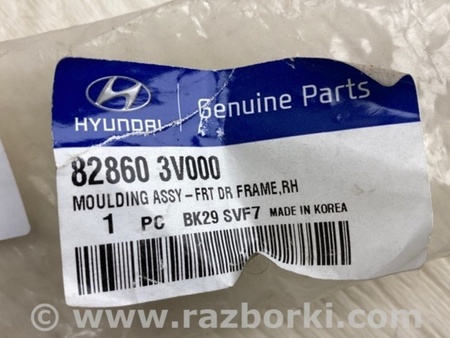 HYUNDAI
Genuine Parts
82860 3V000
MOULDING ASSY-FRT DR FRAME,RH
1 PC BK29 SVF7 MADE IN KOREA
© www.razborki.com